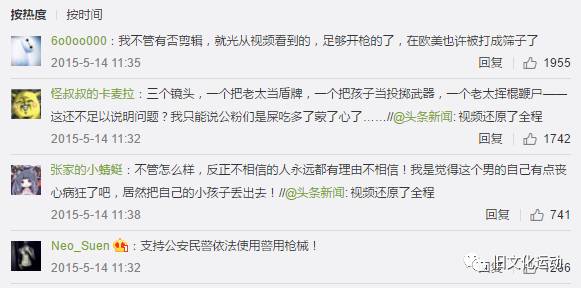 按热度 | 按时间
6o0oo000：我不管有否剪辑，就光从视频看到的，足够开枪的了，在欧美也许被打成筛子了
2015-5-14 11:35 回复 1955
怪叔叔的卡麦拉：三个镜头，一个把老太当盾牌，一个把孩子当投掷武器，一个老太挥棍鞭尸——
这还不足以说明问题？我只能说公粉们是屎吃多了蒙了心了……//@头条新闻: 视频还原了全程
2015-5-14 11:32 回复 1742
张家的小蜻蜓：不管怎么样，反正不相信的人永远都有理由不相信！我是觉得这个男的自己有点丧
心病狂了吧，居然把自己的小孩子丢出去！//@头条新闻: 视频还原了全程
2015-5-14 11:38 回复 741
Neo_Suen：支持公安民警依法使用警用枪械！
2015-5-14 11:32 回复
旧文化运动